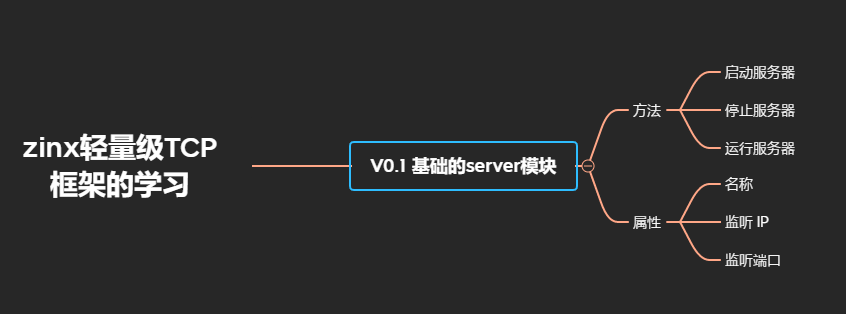 zinx轻量级TCP
框架的学习
V0.1 基础的server模块
方法
启动服务器
停止服务器
运行服务器
属性
名称
监听 IP
监听端口